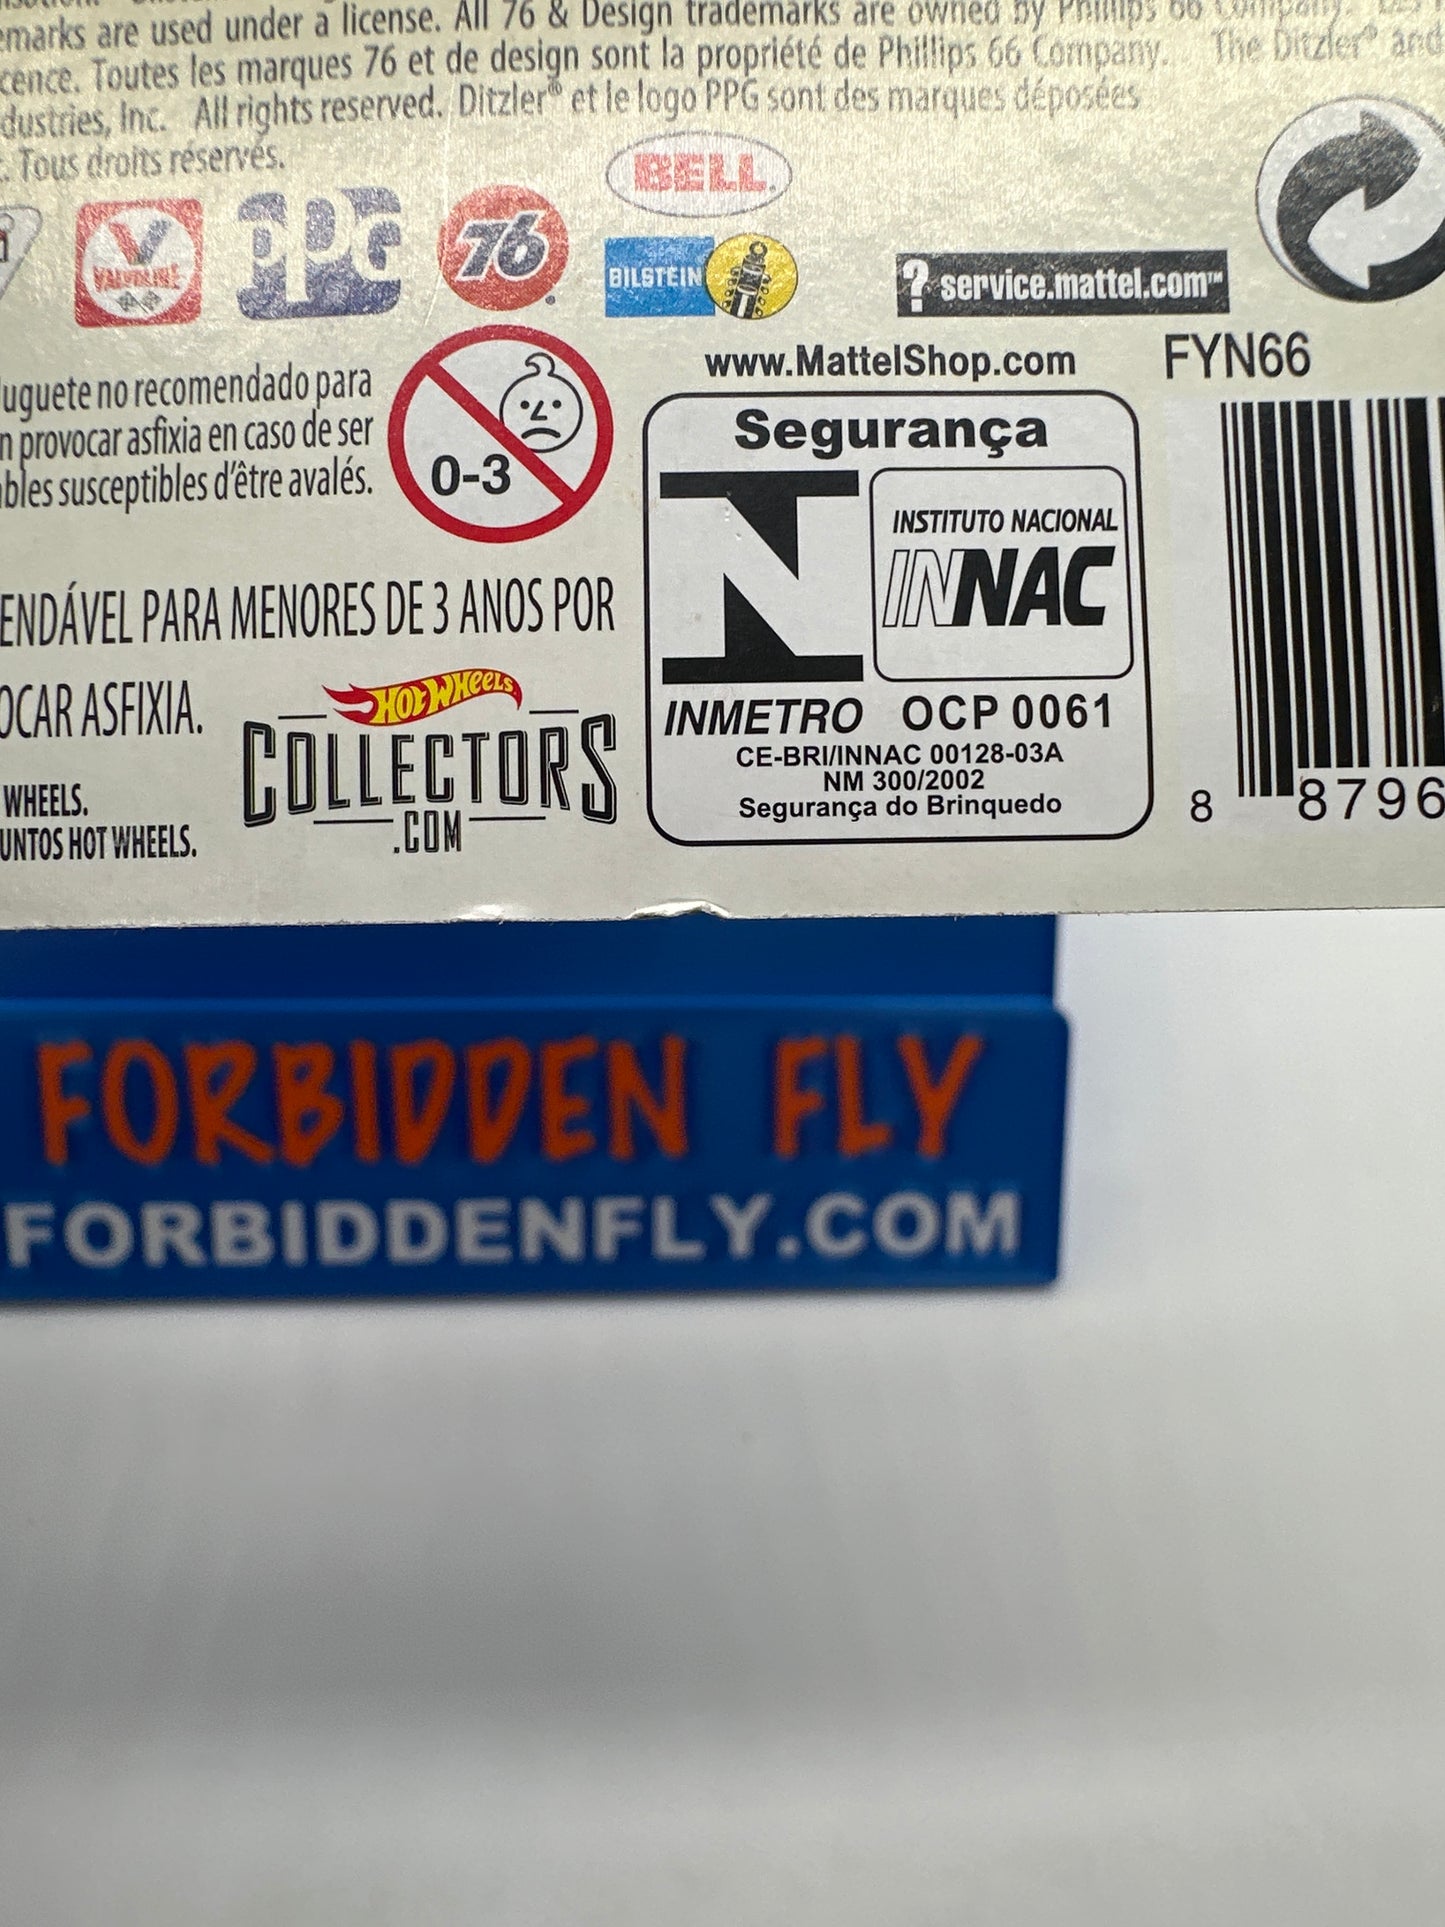 emarks are used under a license. All 76 & Design trademarks are owned by Phillips 66 Company.
cence. Toutes les marques 76 et de design sont la propriété de Phillips 66 Company. The Ditzler® and
dustries, Inc. All rights reserved. Ditzler® et le logo PPG sont des marques déposées
. Tous droits réservés.
BELL
VALVOLINE
PPG
76
BILSTEIN
? service.mattel.com™
www.MattelShop.com
FYN66
uguete no recomendado para
n provocar asfixia en caso de ser
ables susceptibles d'être avalés.
0-3
Segurança
INSTITUTO NACIONAL
INNAC
INMETRO OCP 0061
CE-BRI/INNAC 00128-03A
NM 300/2002
Segurança do Brinquedo
ENDÁVEL PARA MENORES DE 3 ANOS POR
OCAR ASFIXIA.
HOT WHEELS
COLLECTORS
.COM
WHEELS.
UNTOS HOT WHEELS.
8 8796
FORBIDDEN FLY
FORBIDDENFLY.COM